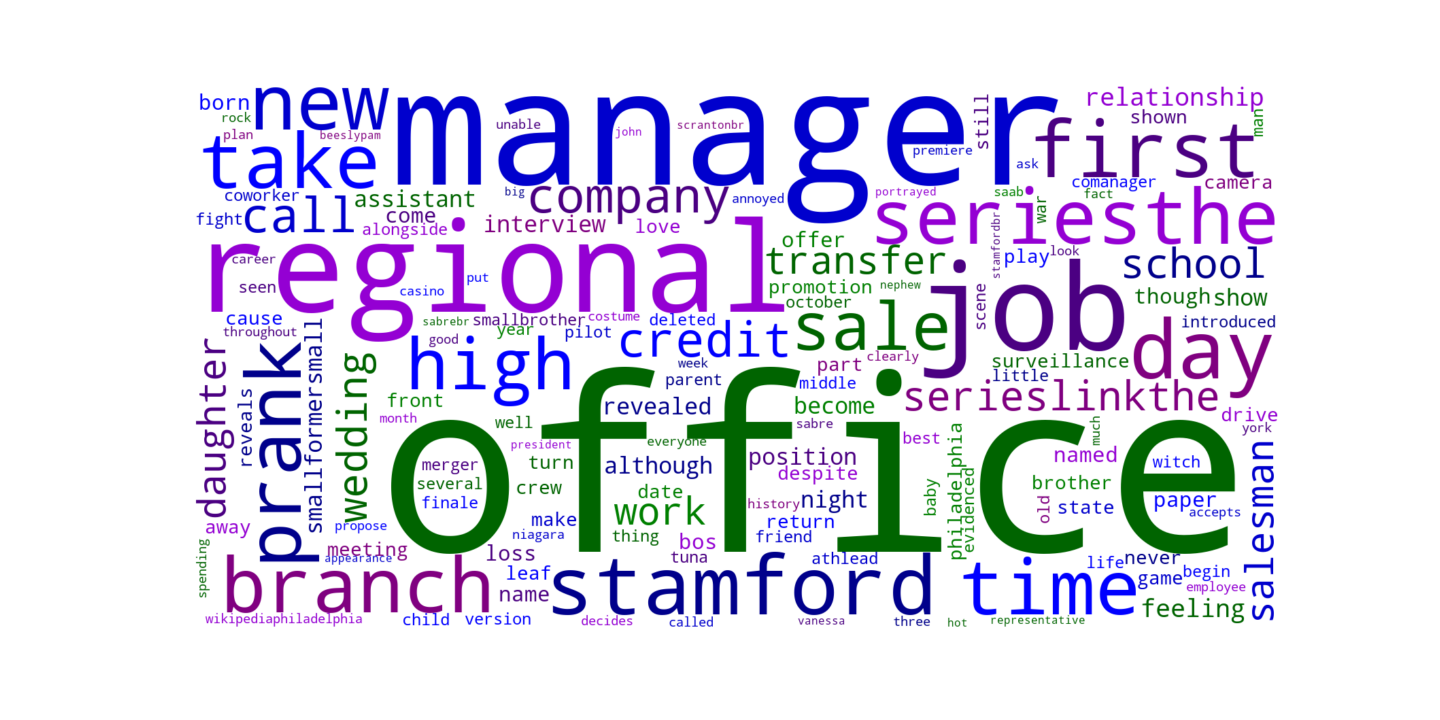 born
new
manager
first
relationship
shown
man
rock
plan
beeslypam
unable
john
scrantonbr
still
premiere
ask
take
company
comanager
camera
coworker
assistant
big
annoyed
portrayed
saab
fact
war
seriesthe
fight
call
come
alongside
interview
love
offer
stamfordbr
play
look
regional
career
seen
put
casino
transfer
job
school
promotion
nephew
october
scene
though
show
cause
throughout
sabrebr
smallbrother
costume
good
year
pilot
deleted
sale
introduced
credit
day
high
week
parent
part
clearly
middle
surveillance
little
daughter
reveals
prank
smallformersmall
wedding
front
month
revealed
become
serieslinkthe
drive
york
office
well
president
everyone
sabre
best
much
merger
several
finale
turn
crew
although
position
despite
date
history
night
baby
philadelphia
evidenced
named
witch
brother
old
state
paper
accepts
salesman
away
propose
make
niagara
work
thing
return
friend
bos
tuna
athlead
spending
meeting
appearance
loss
branch
leaf
name
stamford
time
life
never
game
begin
employee
feeling
wikipediaphiladelphia
child
version
decides
called
vanessa
three
hot
representative